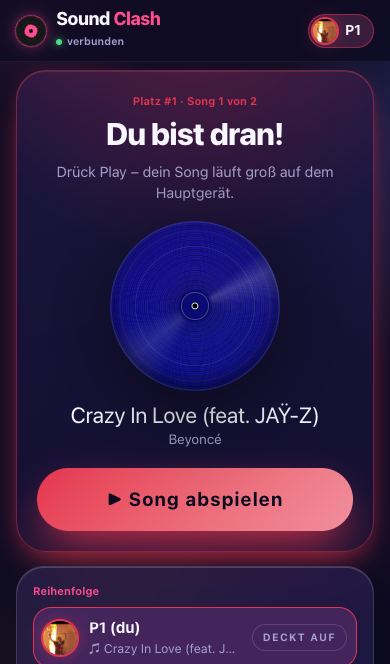 Sound Clash
verbunden
P1
Platz #1 · Song 1 von 2
Du bist dran!
Drück Play – dein Song läuft groß auf dem
Hauptgerät.
Crazy In Love (feat. JAŸ-Z)
Beyoncé
▶ Song abspielen
Reihenfolge
P1 (du)
♫ Crazy In Love (feat. J...
DECKT AUF